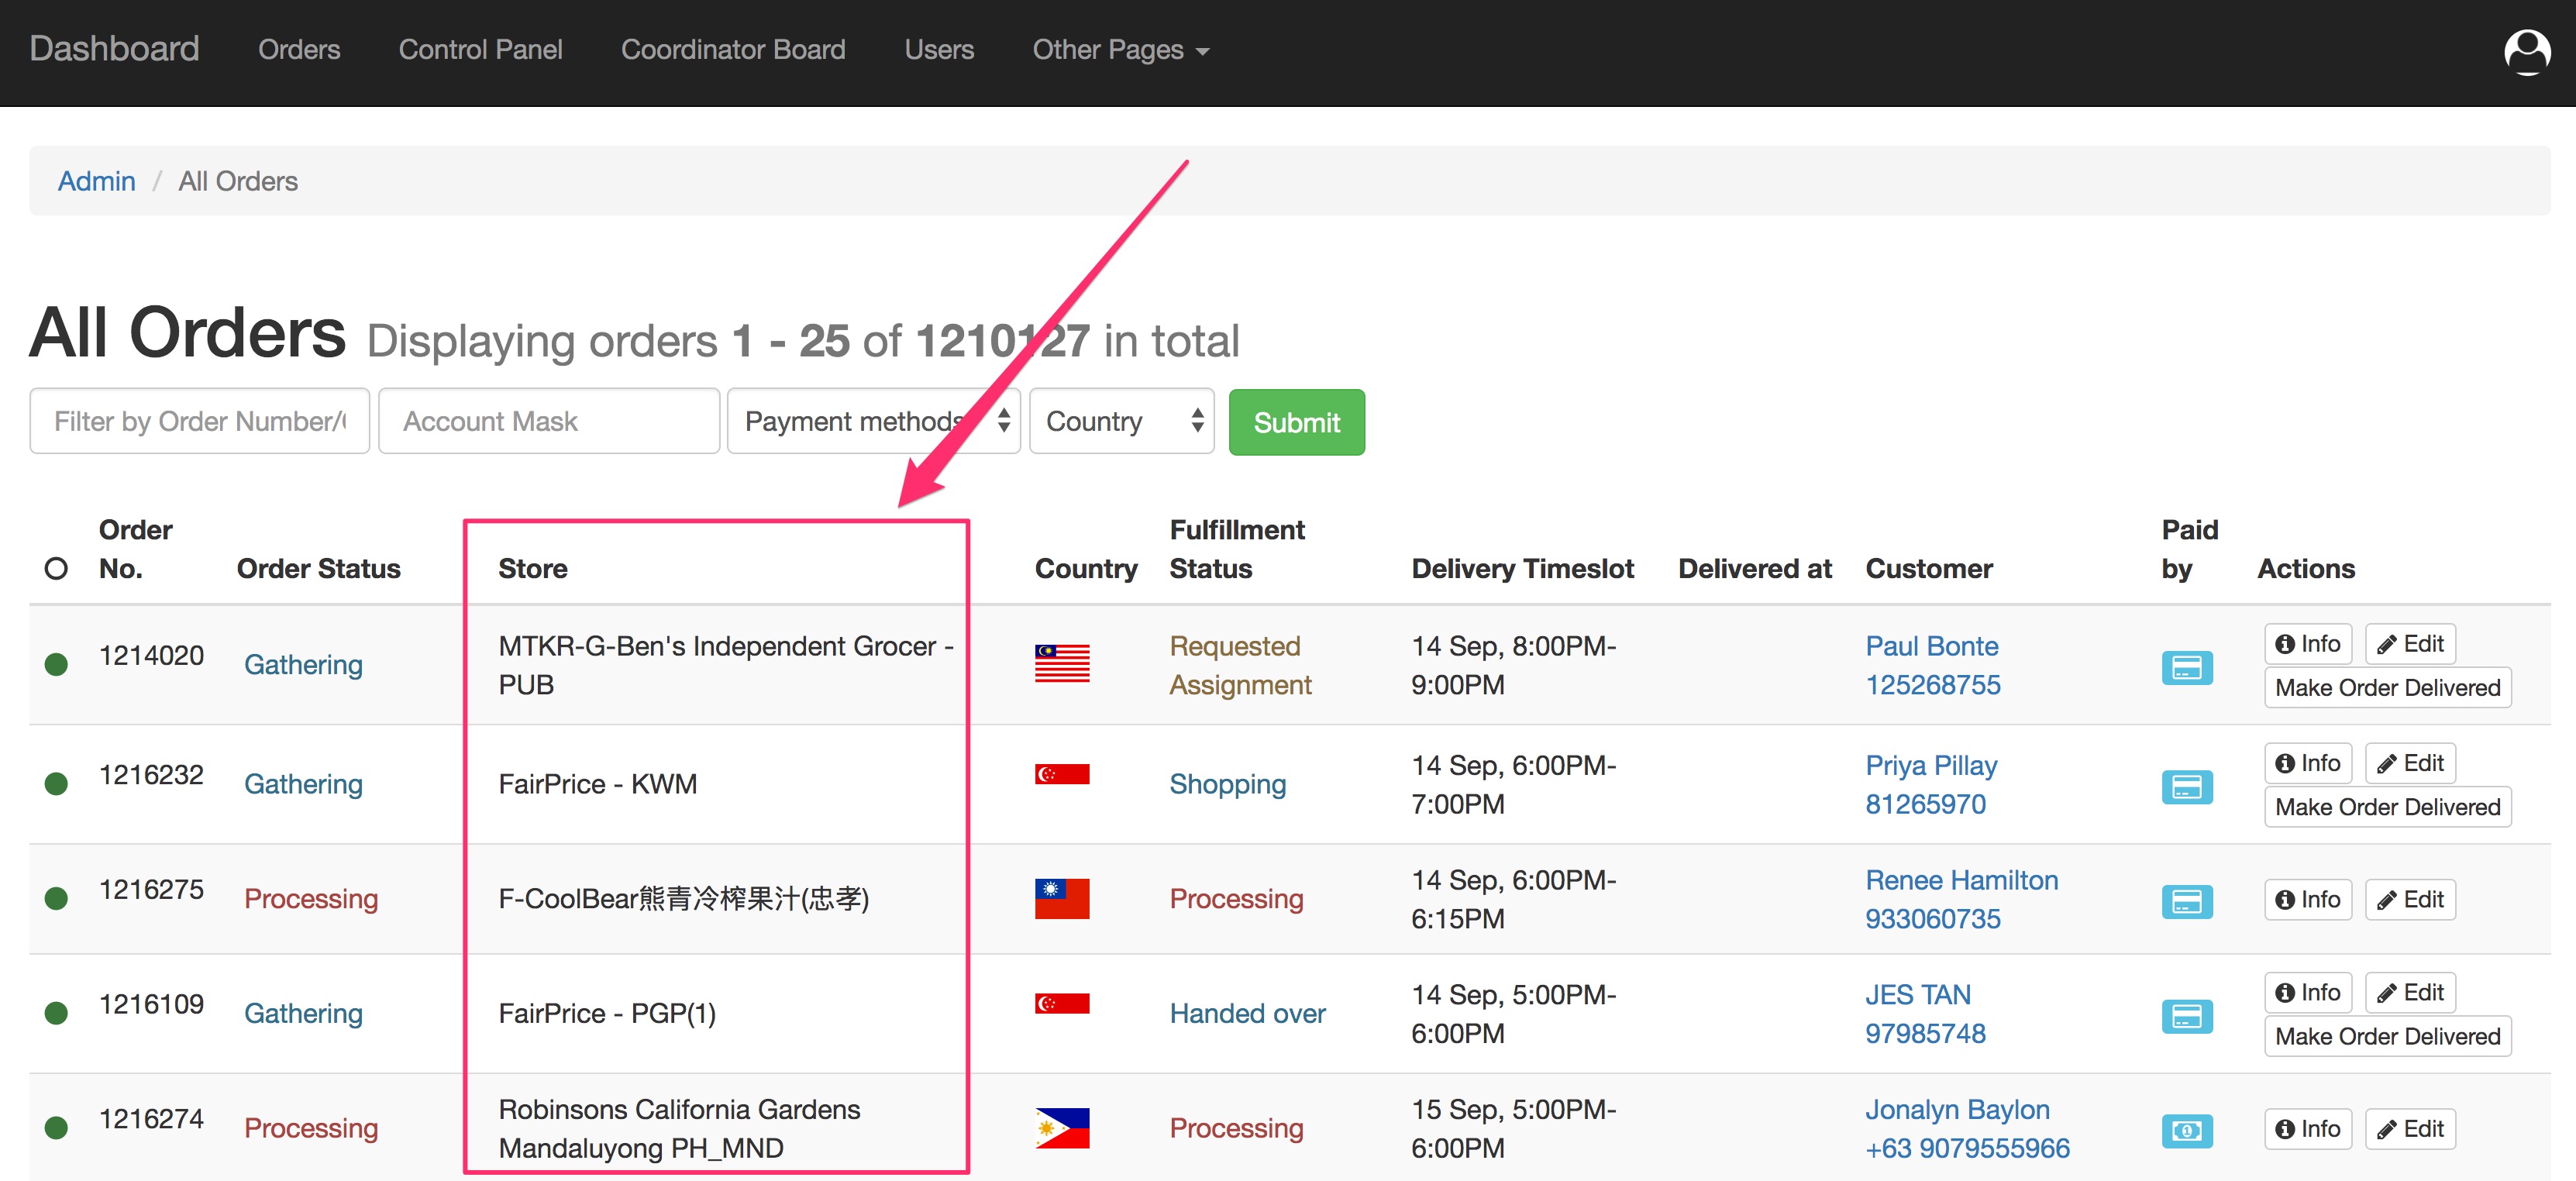 Dashboard Orders Control Panel Coordinator Board Users Other Pages
Admin / All Orders
All Orders Displaying orders 1 - 25 of 1210127 in total
Filter by Order Number/ Account Mask Payment methods Country Submit
Order No. Order Status Store Country Fulfillment Status Delivery Timeslot Delivered at Customer Paid by Actions
1214020 Gathering MTKR-G-Ben's Independent Grocer - Requested 14 Sep, 8:00PM- Paul Bonte Info Edit
PUB Assignment 9:00PM 125268755 Make Order Delivered
1216232 Gathering FairPrice - KWM Shopping 14 Sep, 6:00PM- Priya Pillay Info Edit
7:00PM 81265970 Make Order Delivered
1216275 Processing F-CoolBear熊青冷榨果汁(忠孝) Processing 14 Sep, 6:00PM- Renee Hamilton Info Edit
6:15PM 933060735
1216109 Gathering FairPrice - PGP(1) Handed over 14 Sep, 5:00PM- JES TAN Info Edit
6:00PM 97985748 Make Order Delivered
1216274 Processing Robinsons California Gardens Processing 15 Sep, 5:00PM- Jonalyn Baylon Info Edit
Mandaluyong PH_MND 6:00PM +63 9079555966